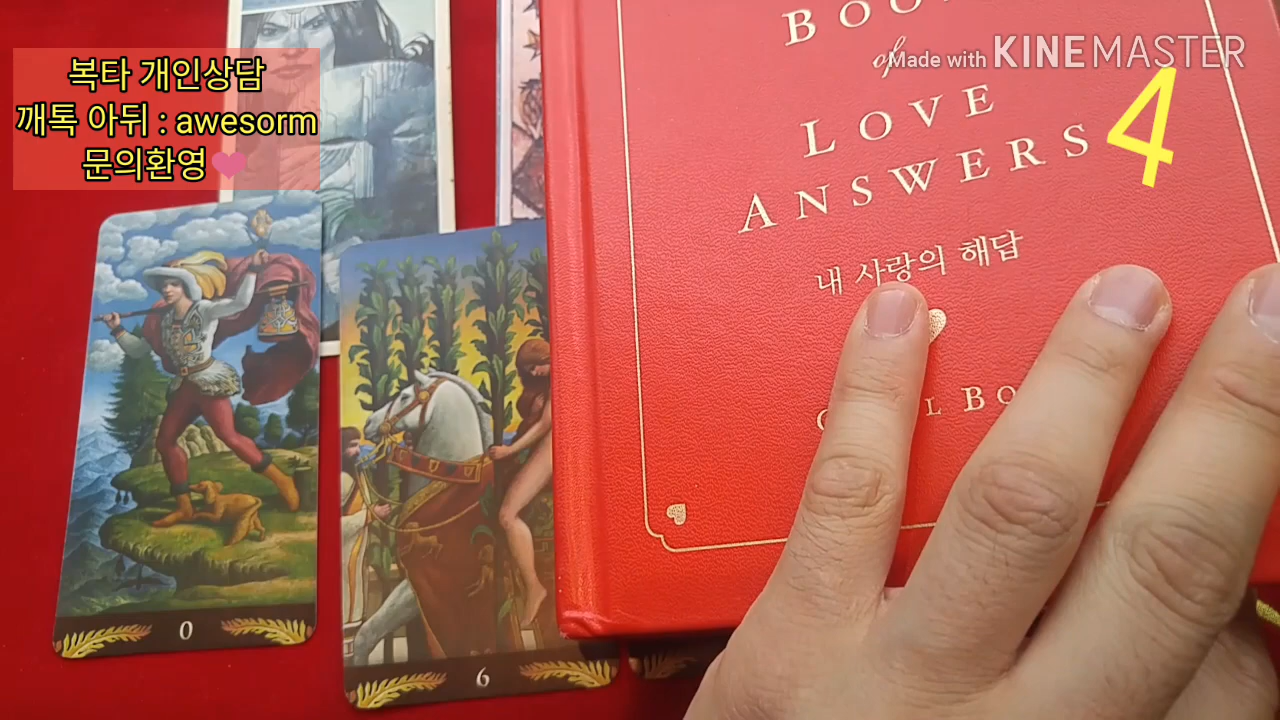 복타 개인상담
깨톡 아뒤 : awesorm
문의환영
Made with KINEMASTER
of
LOVE
ANSWERS
4
내 사랑의 해답
0
6